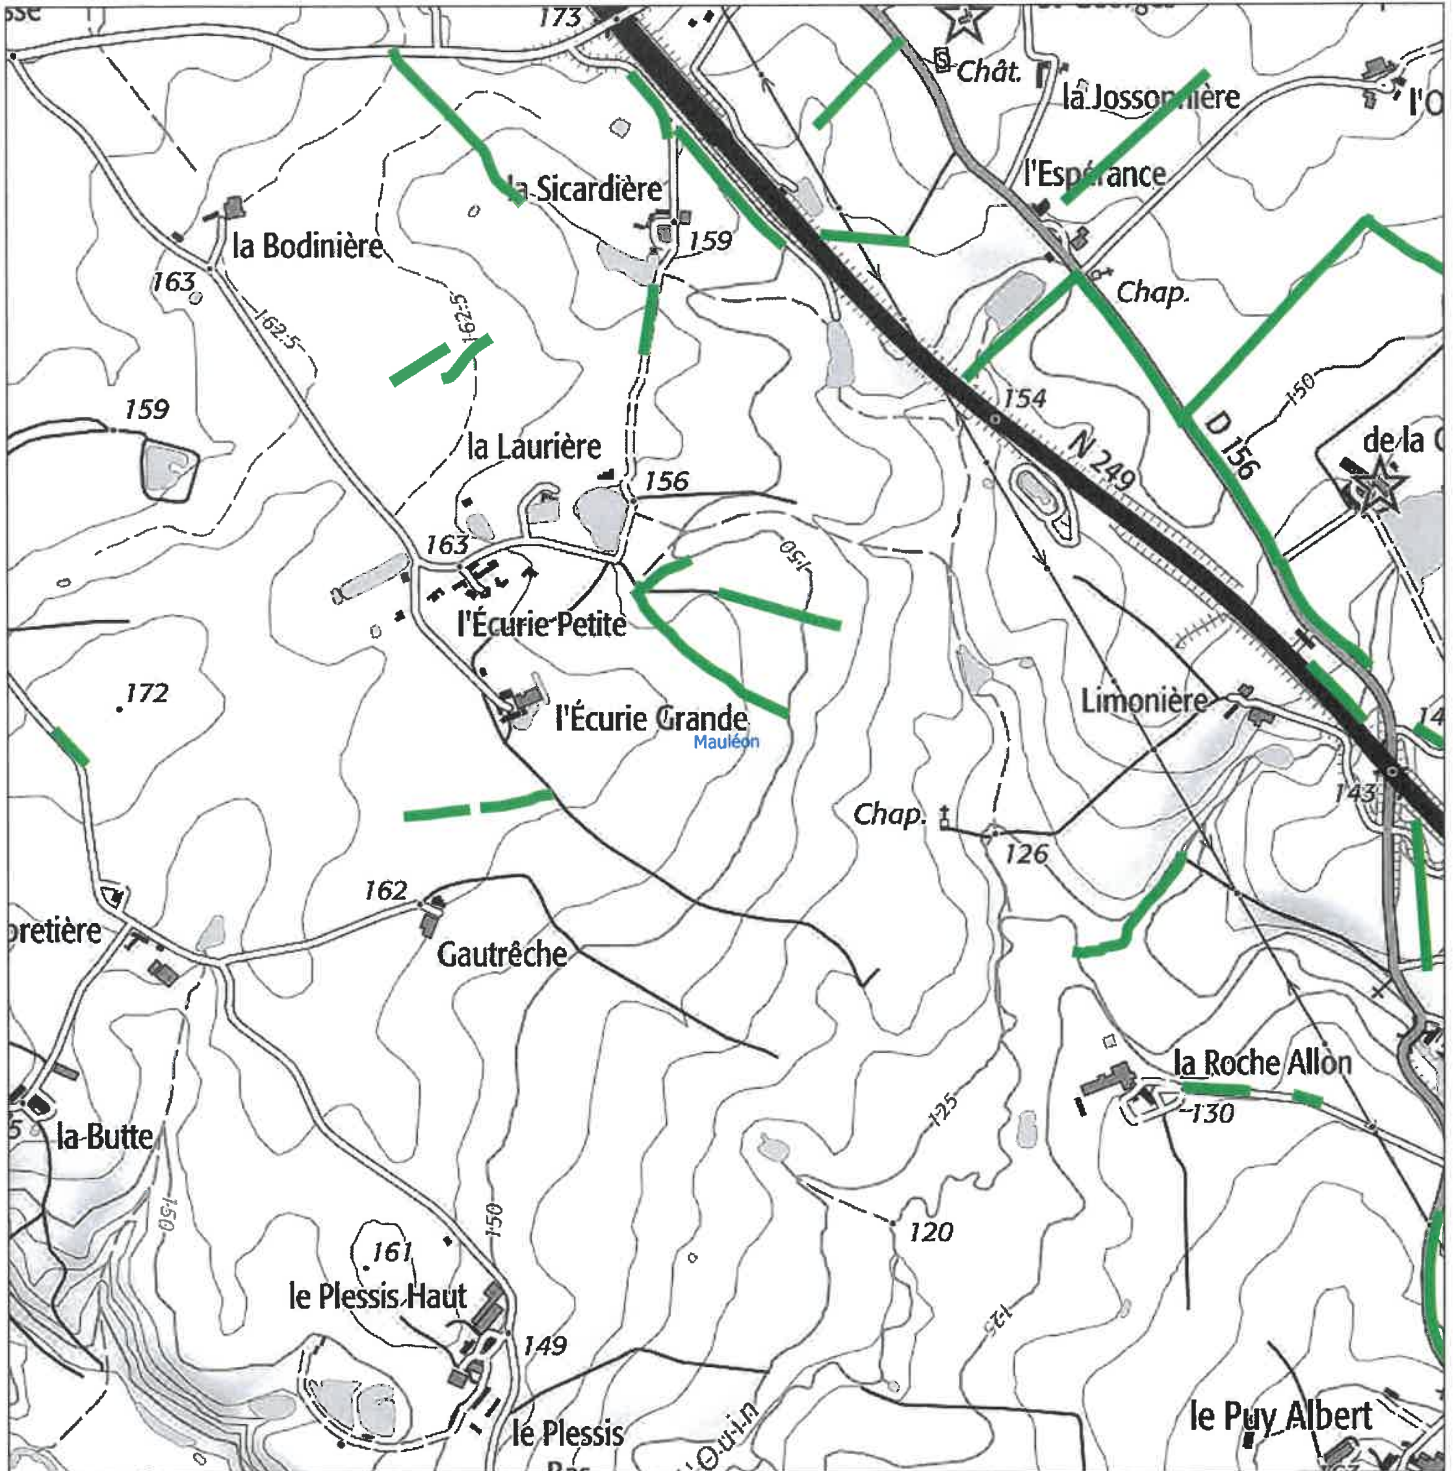 173
Chât.
la Jossonnière
l'Espérance
la Sicardière
159
la Bodinière
163
Chap.
162.5
162.5
159
154
150
D 156
N 249
de la
la Laurière
156
163
150
l'Écurie Petite
172
l'Écurie Grande
Mauléon
Limonière
143
Chap.
126
162
pretière
Gautrêche
la Roche Allon
130
125
la Butte
150
150
120
161
le Plessis Haut
149
125
le Plessis
le Puy Albert
Ouin